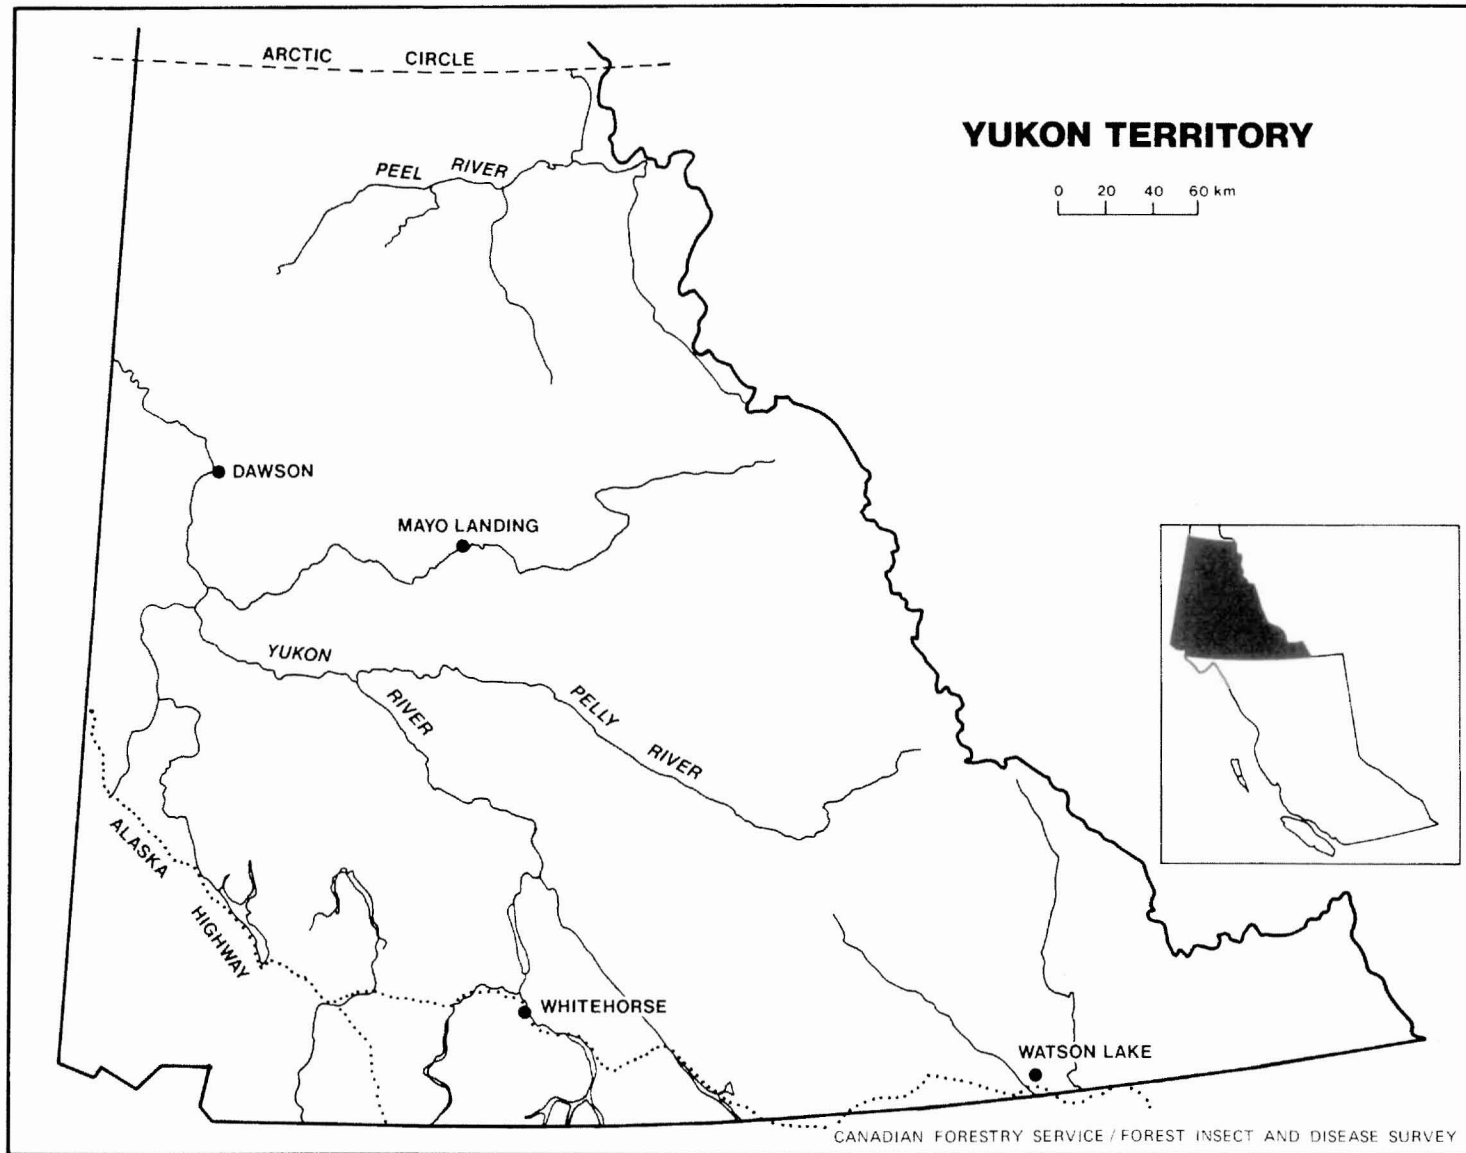 ARCTIC CIRCLE
YUKON TERRITORY
0 20 40 60 km
PEEL RIVER
DAWSON
MAYO LANDING
YUKON
RIVER
PELLY
RIVER
ALASKA
HIGHWAY
WHITEHORSE
WATSON LAKE
CANADIAN FORESTRY SERVICE / FOREST INSECT AND DISEASE SURVEY